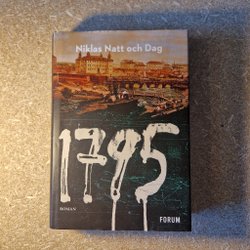 Niklas Natt och Dag
1795
ROMAN
FORUM